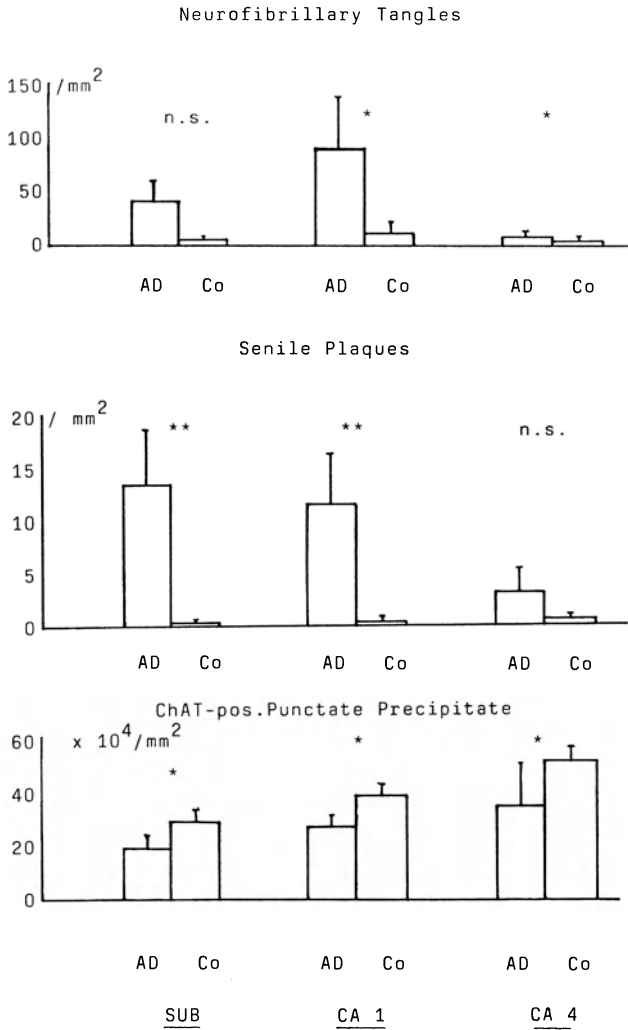 Neurofibrillary Tangles
150 /mm²
n.s. * *
100
50
0
AD Co AD Co AD Co
Senile Plaques
20 / mm²
** ** n.s.
15
10
5
0
AD Co AD Co AD Co
ChAT-pos.Punctate Precipitate
60 x 10⁴/mm²
* * *
40
20
0
AD Co AD Co AD Co
SUB CA 1 CA 4